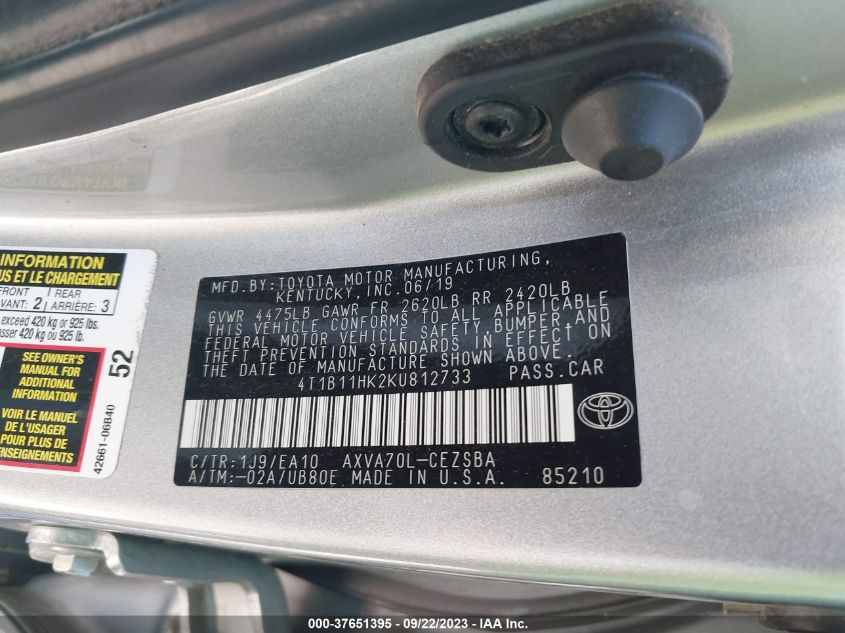 INFORMATION
US ET LE CHARGEMENT
FRONT
VANT: 2
REAR
ARRIÈRE: 3
exceed 420 kg or 925 lbs.
asser 420 kg ou 925 lb.
SEE OWNER'S
MANUAL FOR
ADDITIONAL
INFORMATION
VOIR LE MANUEL
DE L'USAGER
POUR PLUS DE
ENSEIGNEMENTS
52
42661-06B40
MFD.BY:TOYOTA MOTOR MANUFACTURING,
KENTUCKY, INC.06/19
GVWR 4475LB GAWR FR 2620LB RR 2420LB
THIS VEHICLE CONFORMS TO ALL APPLICABLE
FEDERAL MOTOR VEHICLE SAFETY,BUMPER AND
THEFT PREVENTION STANDARDS IN EFFECT ON
THE DATE OF MANUFACTURE SHOWN ABOVE.
4T1B11HK2KU812733 PASS.CAR
C/TR:1J9/EA10 AXVA70L-CEZSBA
A/TM:-02A/UB80E MADE IN U.S.A. 85210
000-37651395 - 09/22/2023 - IAA Inc.